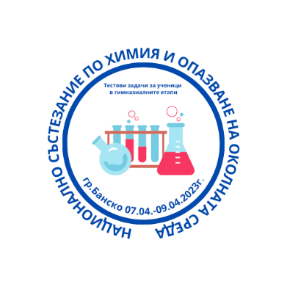 НАЦИОНАЛНО СЪСТЕЗАНИЕ ПО ХИМИЯ И ОПАЗВАНЕ НА ОКОЛНАТА СРЕДА
Тестови задачи за ученици
в гимназиалните етапи
гр.Банско 07.04.-09.04.2023г.